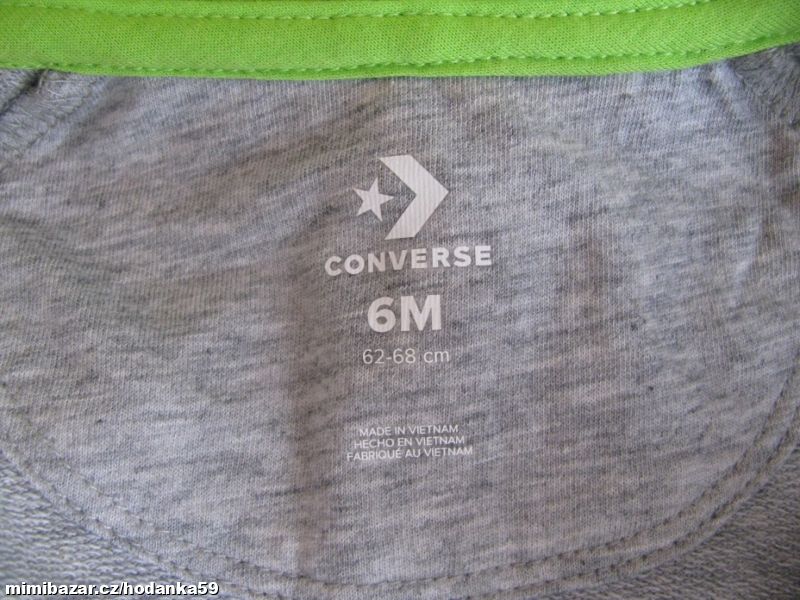 CONVERSE
6M
62-68 cm
MADE IN VIETNAM
HECHO EN VIETNAM
FABRIQUÉ AU VIETNAM
mimibazar.cz/hodanka59